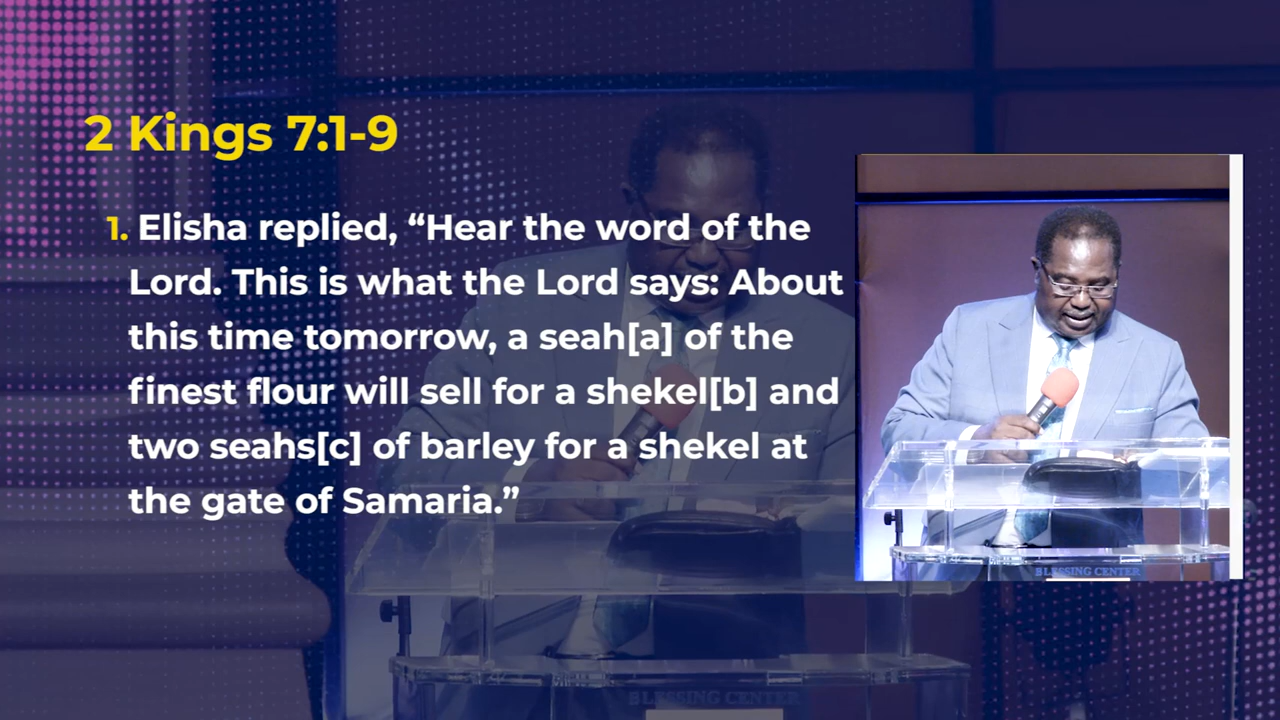 2 Kings 7:1-9
1. Elisha replied, “Hear the word of the
Lord. This is what the Lord says: About
this time tomorrow, a seah[a] of the
finest flour will sell for a shekel[b] and
two seahs[c] of barley for a shekel at
the gate of Samaria.”
BLESSING CENTER
BLESSING CENTER